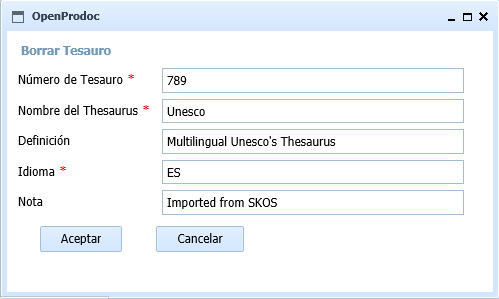 OpenProdoc
Borrar Tesauro
Número de Tesauro * 789
Nombre del Thesaurus * Unesco
Definición Multilingual Unesco's Thesaurus
Idioma * ES
Nota Imported from SKOS
Aceptar Cancelar